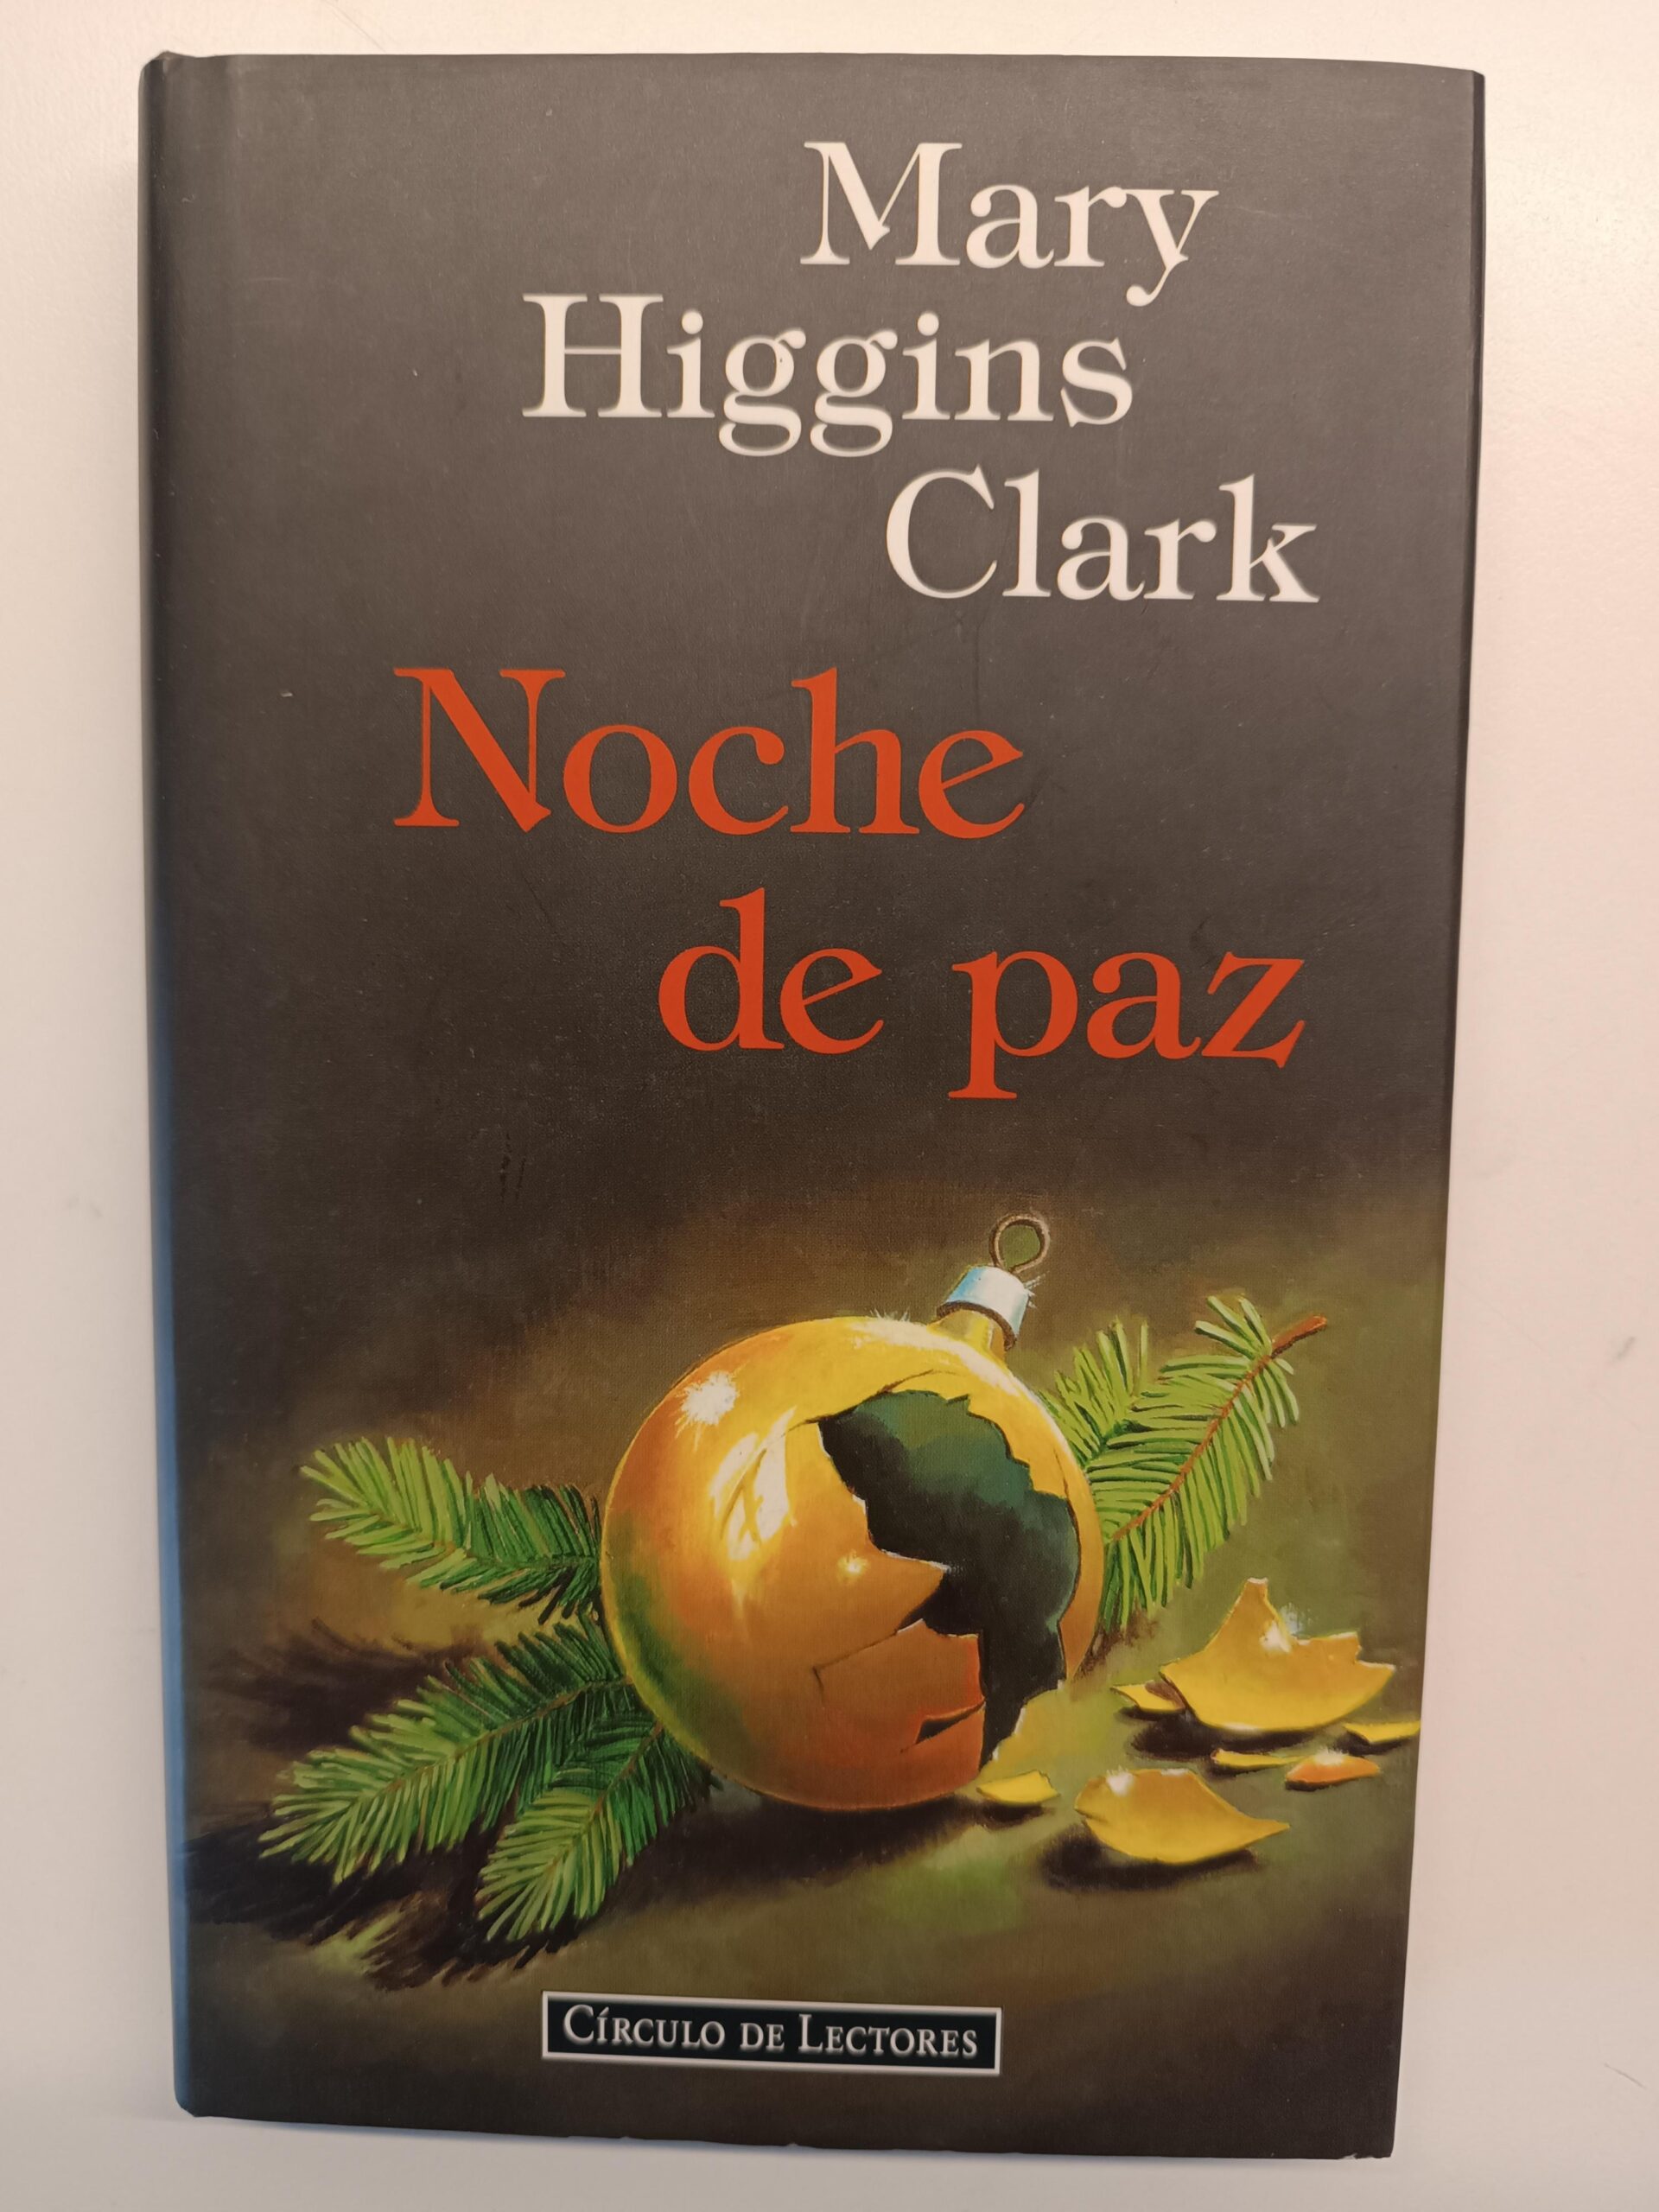 Mary
Higgins
Clark
Noche
de paz
CÍRCULO DE LECTORES